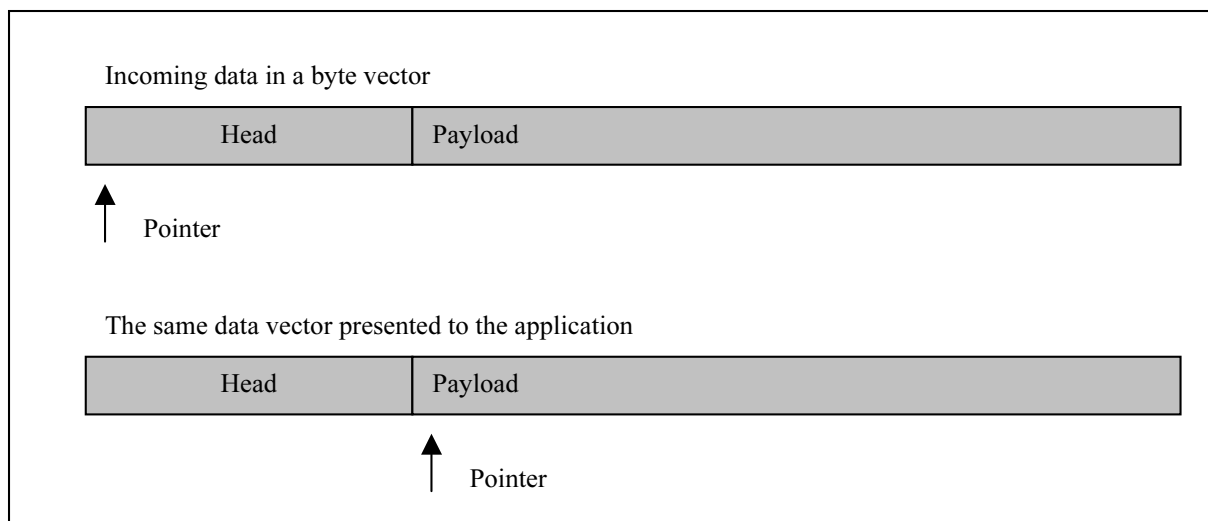 Incoming data in a byte vector
Head Payload
Pointer
The same data vector presented to the application
Head Payload
Pointer